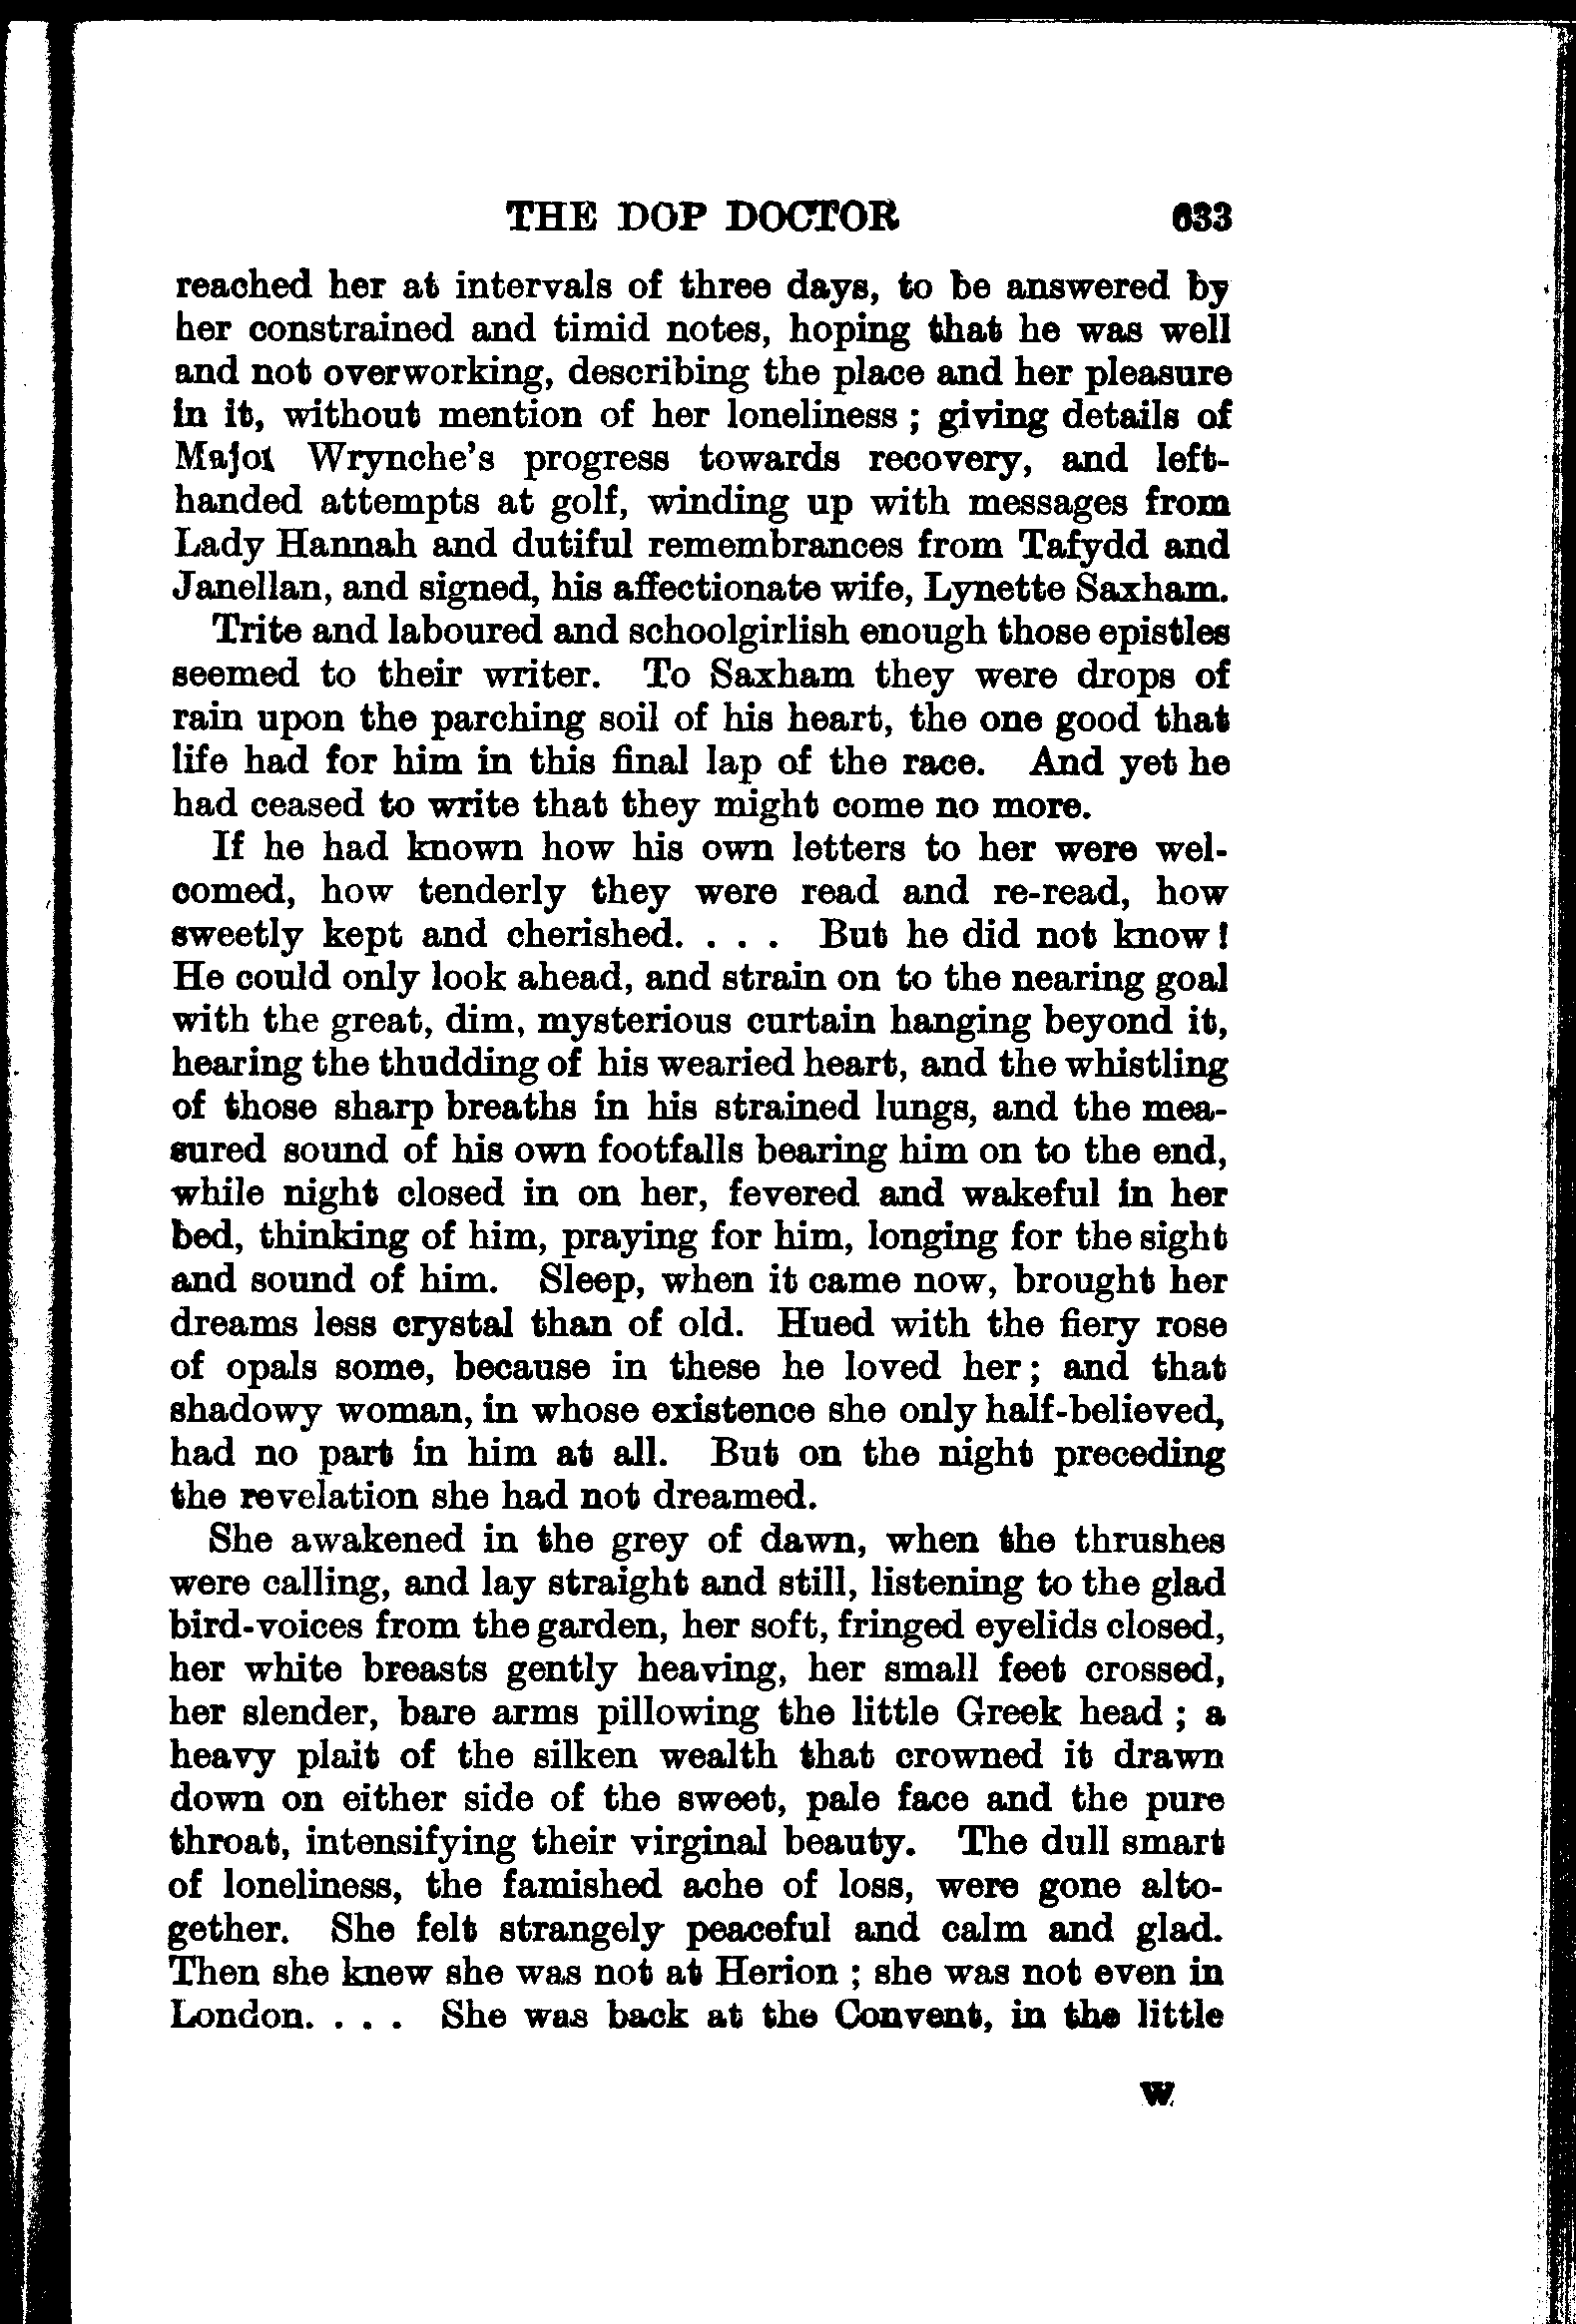 THE DOP DOCTOR 633
reached her at intervals of three days, to be answered by
her constrained and timid notes, hoping that he was well
and not overworking, describing the place and her pleasure
in it, without mention of her loneliness ; giving details of
Major Wrynche's progress towards recovery, and left-
handed attempts at golf, winding up with messages from
Lady Hannah and dutiful remembrances from Tafydd and
Janellan, and signed, his affectionate wife, Lynette Saxham.
Trite and laboured and schoolgirlish enough those epistles
seemed to their writer. To Saxham they were drops of
rain upon the parching soil of his heart, the one good that
life had for him in this final lap of the race. And yet he
had ceased to write that they might come no more.
If he had known how his own letters to her were wel-
comed, how tenderly they were read and re-read, how
sweetly kept and cherished. . . . But he did not know !
He could only look ahead, and strain on to the nearing goal
with the great, dim, mysterious curtain hanging beyond it,
hearing the thudding of his wearied heart, and the whistling
of those sharp breaths in his strained lungs, and the mea-
sured sound of his own footfalls bearing him on to the end,
while night closed in on her, fevered and wakeful in her
bed, thinking of him, praying for him, longing for the sight
and sound of him. Sleep, when it came now, brought her
dreams less crystal than of old. Hued with the fiery rose
of opals some, because in these he loved her ; and that
shadowy woman, in whose existence she only half-believed,
had no part in him at all. But on the night preceding
the revelation she had not dreamed.
She awakened in the grey of dawn, when the thrushes
were calling, and lay straight and still, listening to the glad
bird-voices from the garden, her soft, fringed eyelids closed,
her white breasts gently heaving, her small feet crossed,
her slender, bare arms pillowing the little Greek head ; a
heavy plait of the silken wealth that crowned it drawn
down on either side of the sweet, pale face and the pure
throat, intensifying their virginal beauty. The dull smart
of loneliness, the famished ache of loss, were gone alto-
gether. She felt strangely peaceful and calm and glad.
Then she knew she was not at Herion ; she was not even in
London. . . . She was back at the Convent, in the little
W